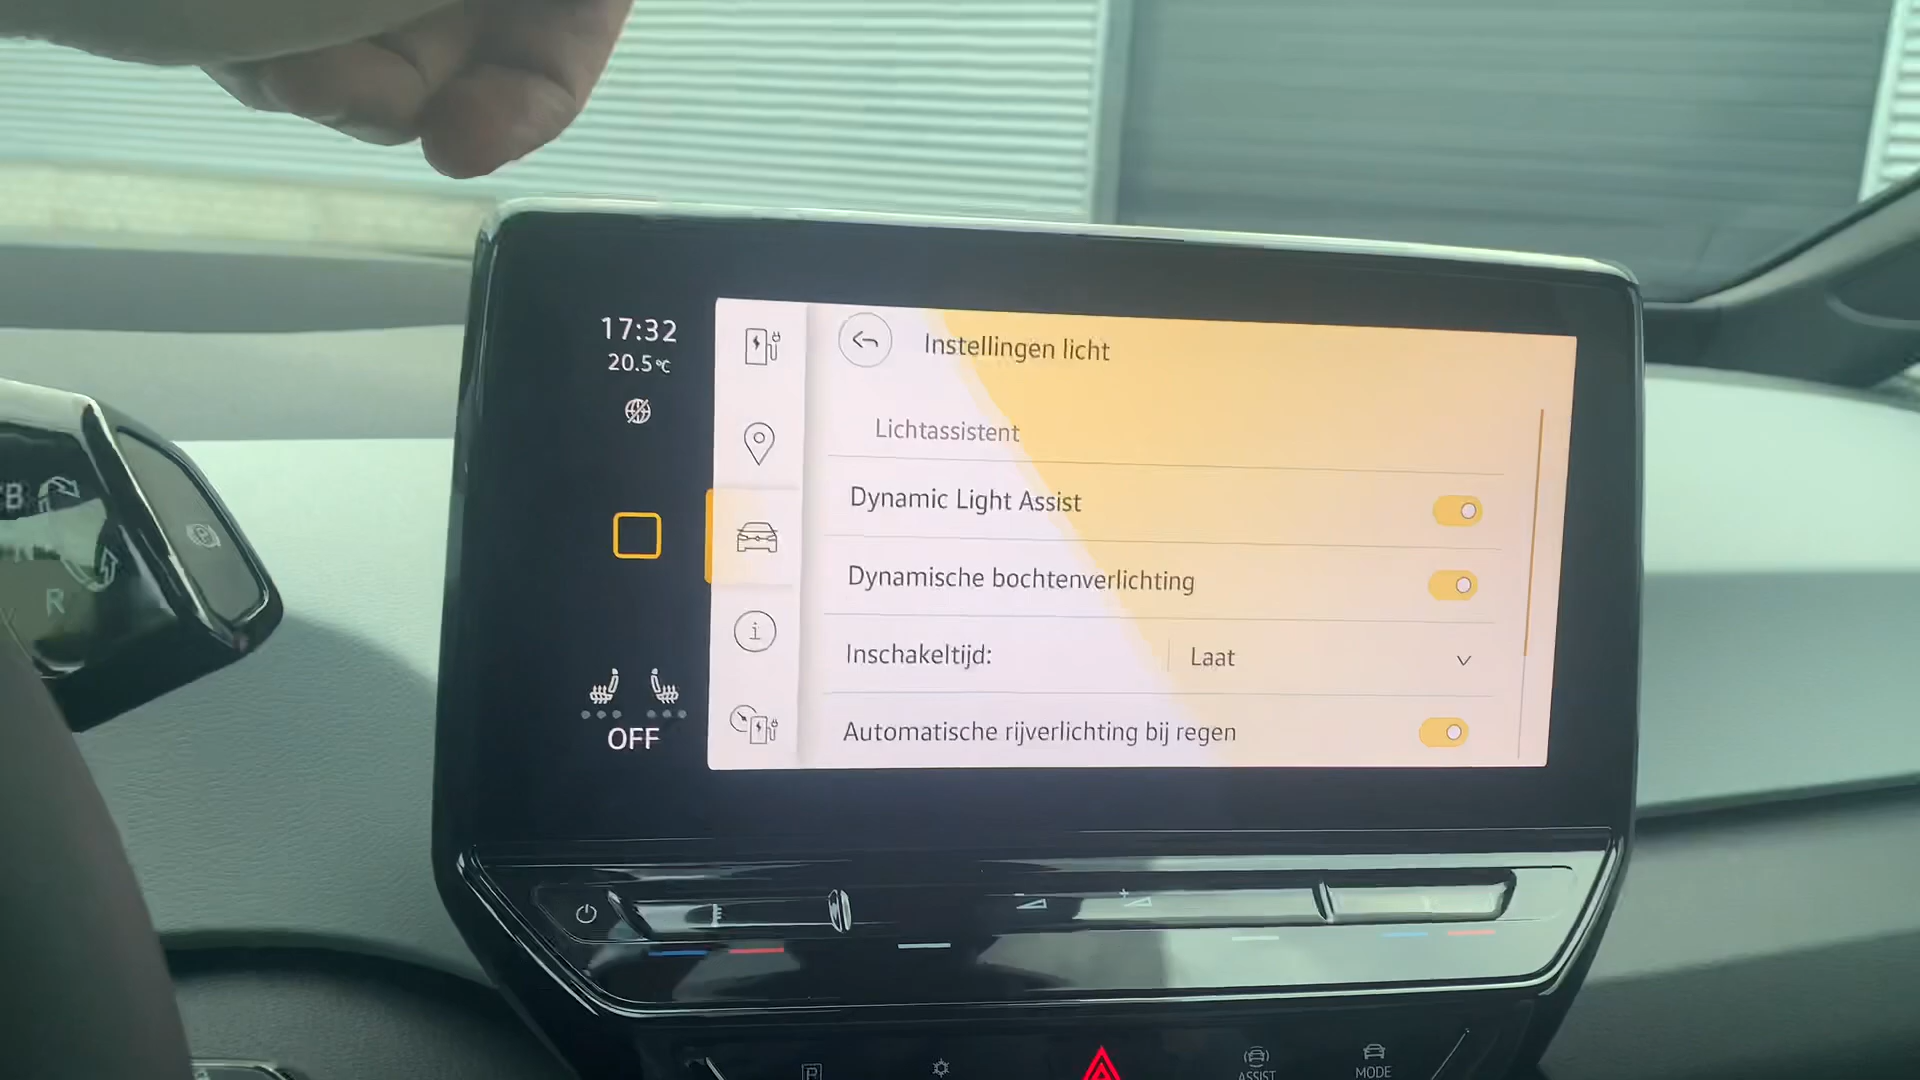 17:32
20.5°C
Instellingen licht
Lichtassistent
Dynamic Light Assist
Dynamische bochtenverlichting
Inschakeltijd:
Laat
Automatische rijverlichting bij regen
OFF
B
R
P
ASSIST
MODE